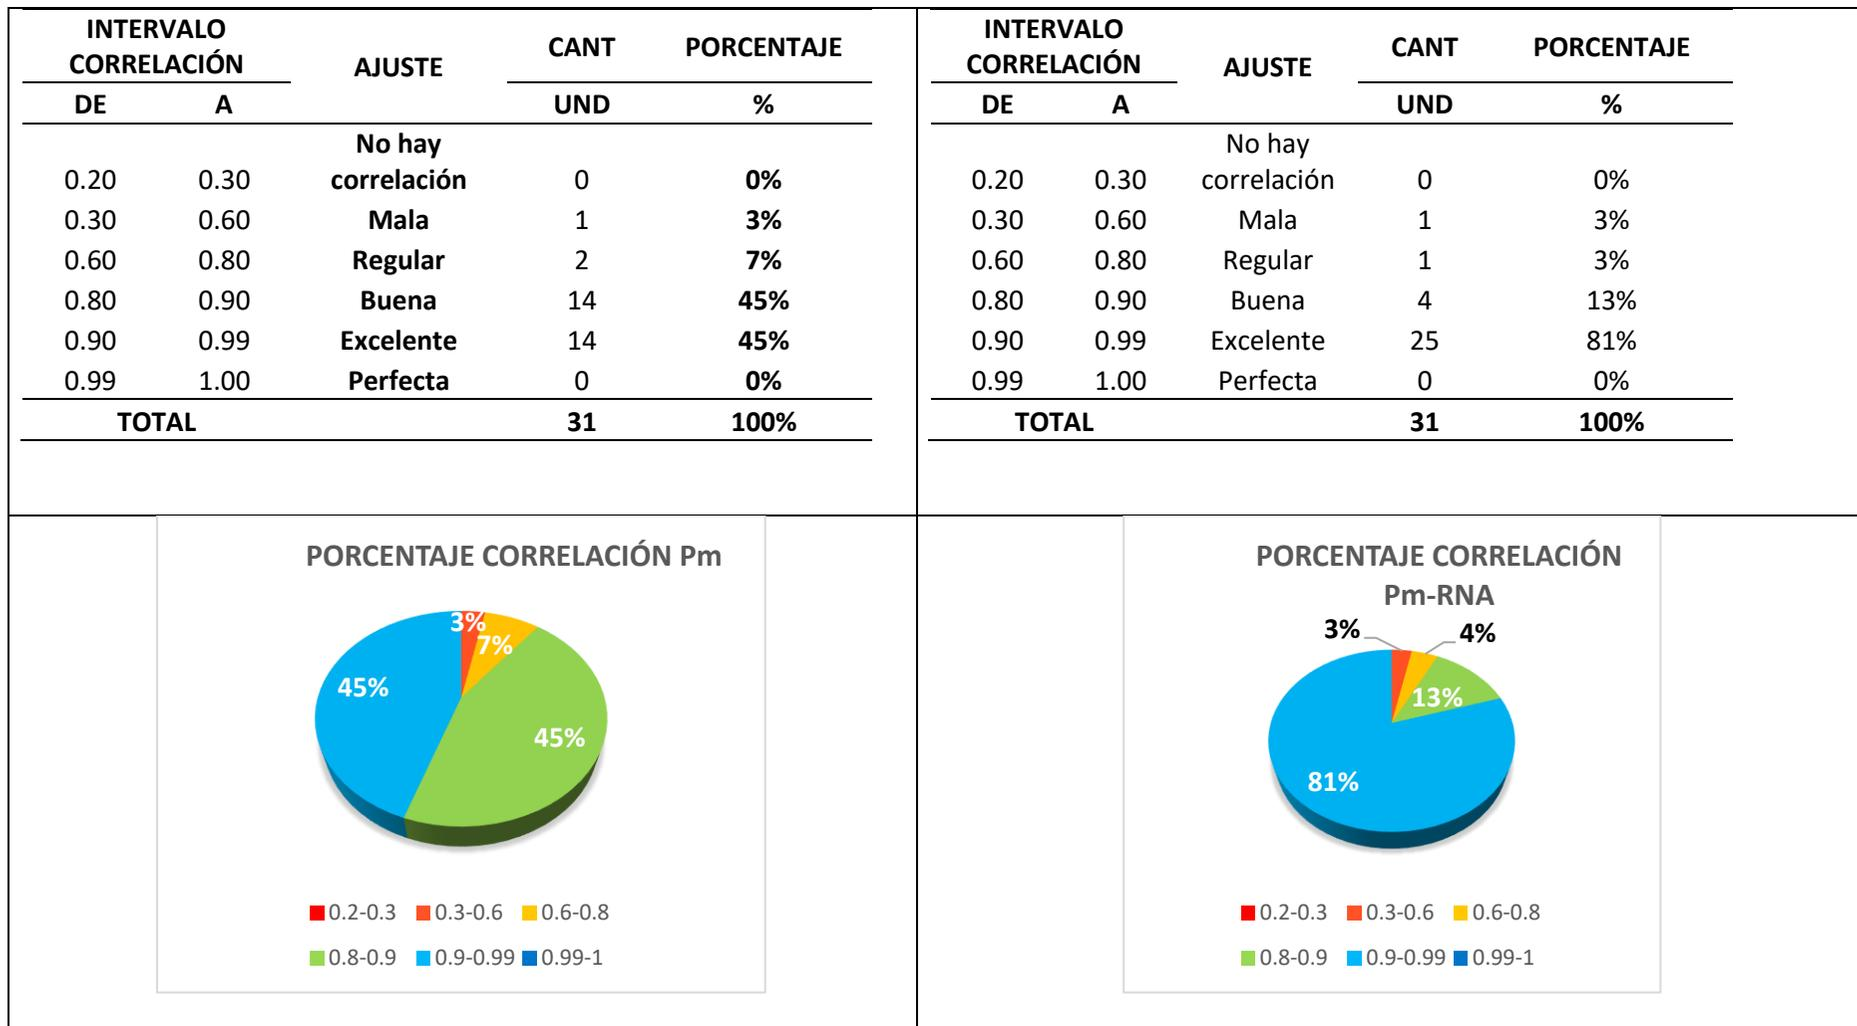 INTERVALO CORRELACIÓN AJUSTE CANT PORCENTAJE
DE A UND %
0.20 0.30 No hay correlación 0 0%
0.30 0.60 Mala 1 3%
0.60 0.80 Regular 2 7%
0.80 0.90 Buena 14 45%
0.90 0.99 Excelente 14 45%
0.99 1.00 Perfecta 0 0%
TOTAL 31 100%
INTERVALO CORRELACIÓN AJUSTE CANT PORCENTAJE
DE A UND %
0.20 0.30 No hay correlación 0 0%
0.30 0.60 Mala 1 3%
0.60 0.80 Regular 1 3%
0.80 0.90 Buena 4 13%
0.90 0.99 Excelente 25 81%
0.99 1.00 Perfecta 0 0%
TOTAL 31 100%
PORCENTAJE CORRELACIÓN Pm
3%
7%
45%
45%
0.2-0.3 0.3-0.6 0.6-0.8
0.8-0.9 0.9-0.99 0.99-1
PORCENTAJE CORRELACIÓN
Pm-RNA
3% 4%
13%
81%
0.2-0.3 0.3-0.6 0.6-0.8
0.8-0.9 0.9-0.99 0.99-1